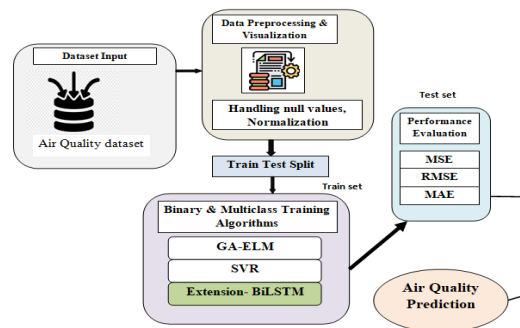 Dataset Input
Air Quality dataset
Data Preprocessing &
Visualization
Handling null values,
Normalization
Train Test Split
Train set
Binary & Multiclass Training
Algorithms
GA-ELM
SVR
Extension- BiLSTM
Test set
Performance
Evaluation
MSE
RMSE
MAE
Air Quality
Prediction